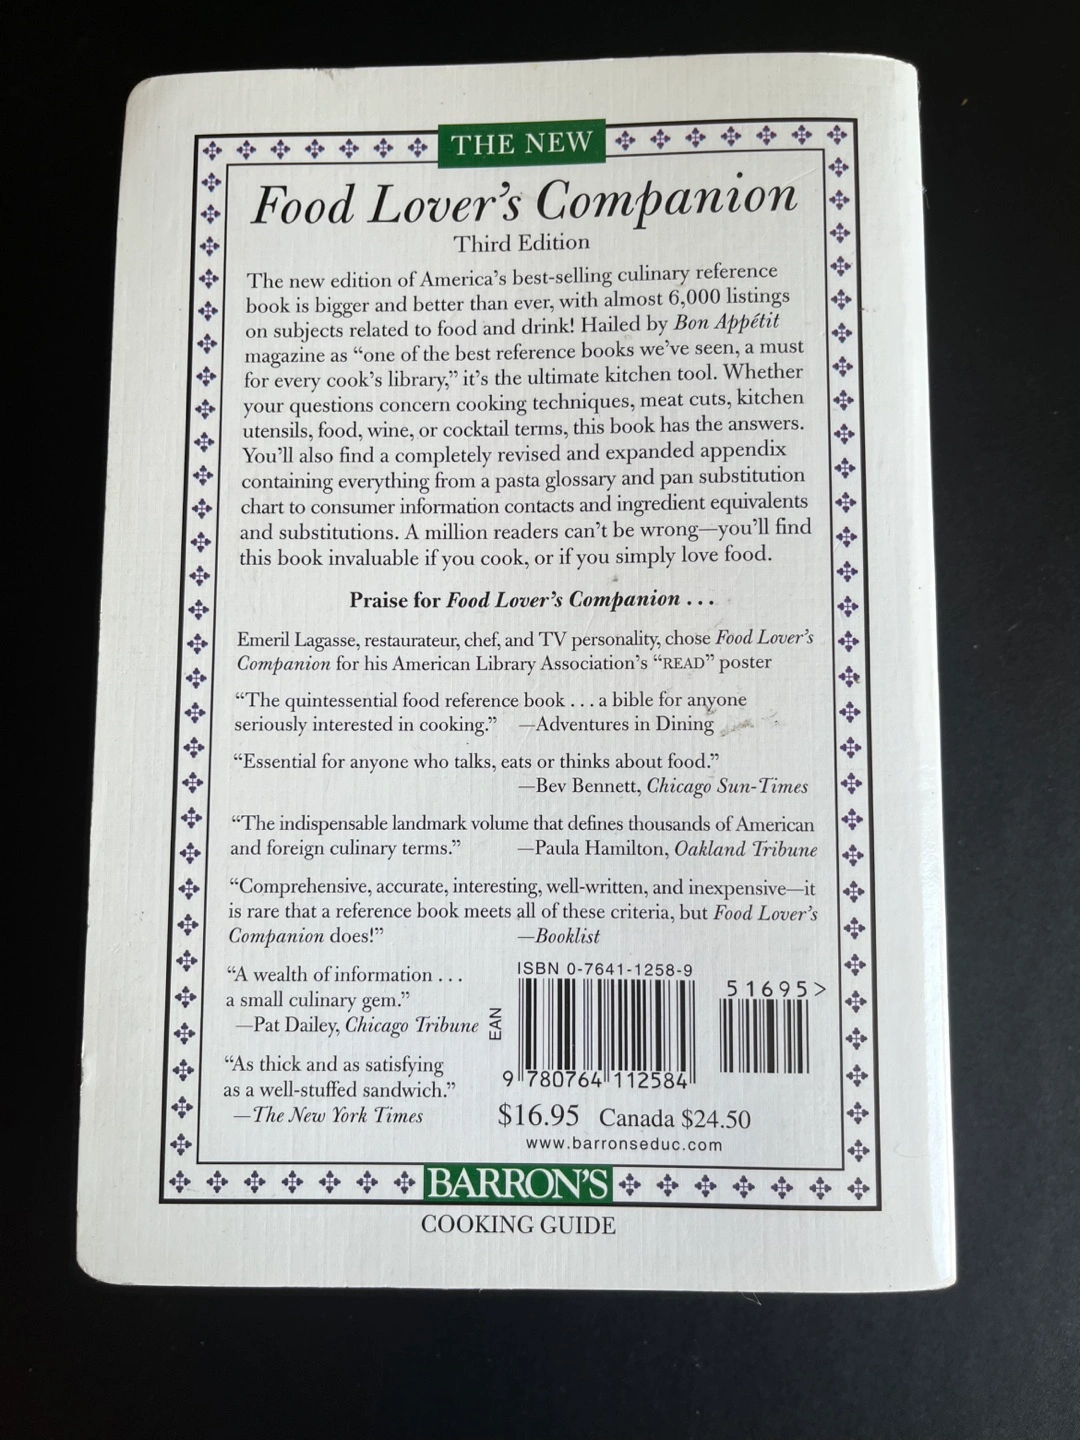 THE NEW
Food Lover's Companion
Third Edition
The new edition of America's best-selling culinary reference
book is bigger and better than ever, with almost 6,000 listings
on subjects related to food and drink! Hailed by Bon Appétit
magazine as “one of the best reference books we've seen, a must
for every cook's library,” it's the ultimate kitchen tool. Whether
your questions concern cooking techniques, meat cuts, kitchen
utensils, food, wine, or cocktail terms, this book has the answers.
You'll also find a completely revised and expanded appendix
containing everything from a pasta glossary and pan substitution
chart to consumer information contacts and ingredient equivalents
and substitutions. A million readers can't be wrong—you'll find
this book invaluable if you cook, or if you simply love food.
Praise for Food Lover's Companion . . .
Emeril Lagasse, restaurateur, chef, and TV personality, chose Food Lover's
Companion for his American Library Association's “READ” poster
“The quintessential food reference book . . . a bible for anyone
seriously interested in cooking.” —Adventures in Dining
“Essential for anyone who talks, eats or thinks about food.”
—Bev Bennett, Chicago Sun-Times
“The indispensable landmark volume that defines thousands of American
and foreign culinary terms.” —Paula Hamilton, Oakland Tribune
“Comprehensive, accurate, interesting, well-written, and inexpensive—it
is rare that a reference book meets all of these criteria, but Food Lover's
Companion does!” —Booklist
“A wealth of information . . .
a small culinary gem.”
—Pat Dailey, Chicago Tribune
“As thick and as satisfying
as a well-stuffed sandwich.”
—The New York Times
ISBN 0-7641-1258-9
51695>
EAN
9 780764 112584
$16.95 Canada $24.50
www.barronseduc.com
BARRON'S
COOKING GUIDE